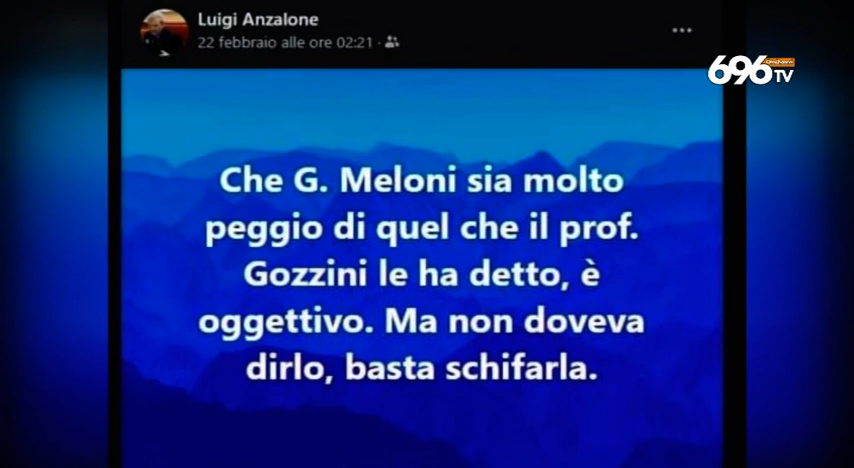 Luigi Anzalone
22 febbraio alle ore 02:21
696
TV
Che G. Meloni sia molto
peggio di quel che il prof.
Gozzini le ha detto, è
oggettivo. Ma non doveva
dirlo, basta schifarla.